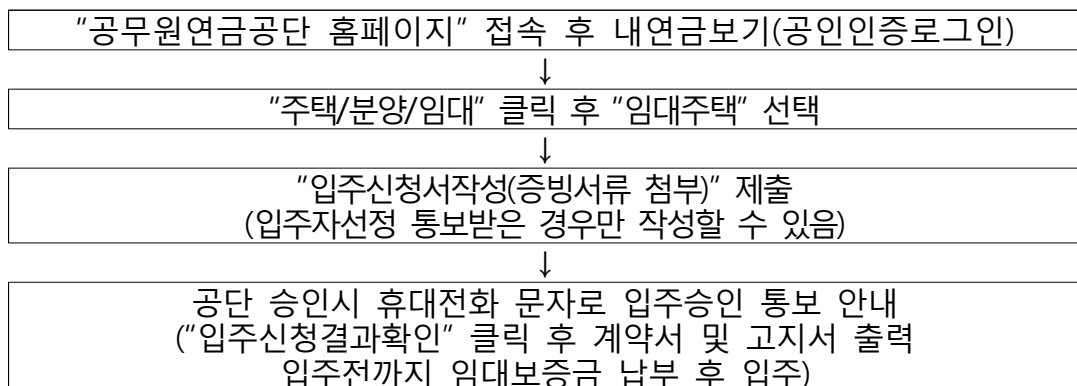 "공무원연금공단 홈페이지" 접속 후 내연금보기(공인인증로그인)
↓
"주택/분양/임대" 클릭 후 "임대주택" 선택
↓
"입주신청서작성(증빙서류 첨부)" 제출
(입주자선정 통보받은 경우만 작성할 수 있음)
↓
공단 승인시 휴대전화 문자로 입주승인 통보 안내
("입주신청결과확인" 클릭 후 계약서 및 고지서 출력
입주전까지 임대보증금 납부 후 입주)